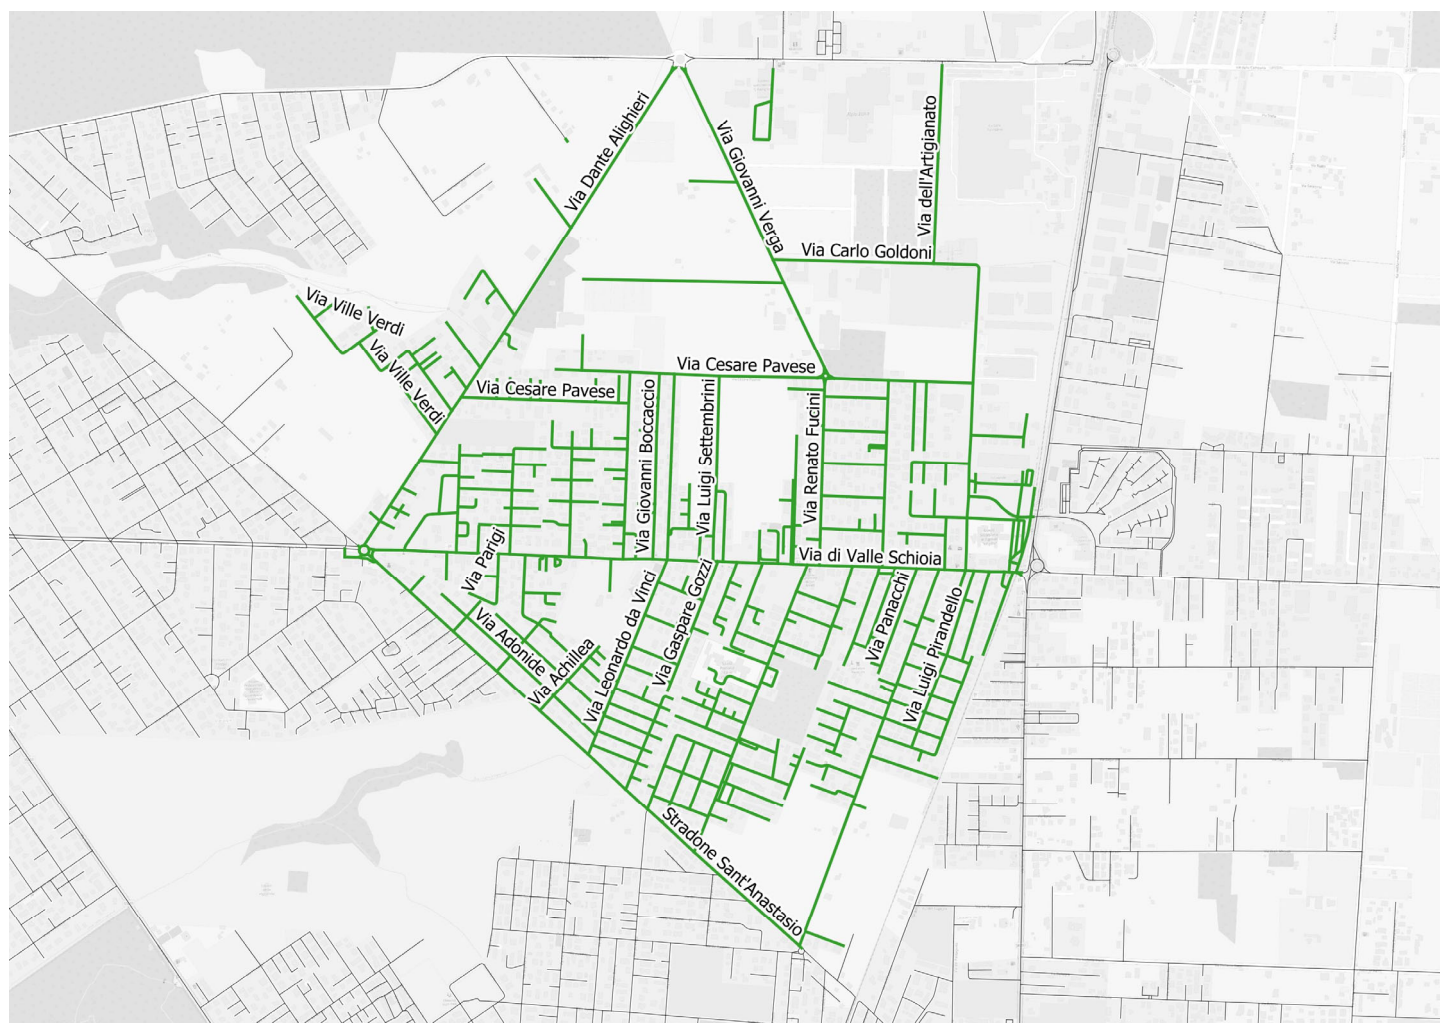 Via Dante Alighieri
Via Giovanni Verga
Via dell'Artigianato
Via Carlo Goldoni
Via Ville Verdi
Via Ville Verdi
Via Cesare Pavese
Via Cesare Pavese
Via Giovanni Boccaccio
Via Luigi Settembrini
Via Renato Fucini
Via di Valle Schioia
Via Parigi
Via Adonide
Via Achillea
Via Leonardo da Vinci
Via Gaspare Gozzi
Via Panacchi
Via Luigi Pirandello
Stradone Sant'Anastasio